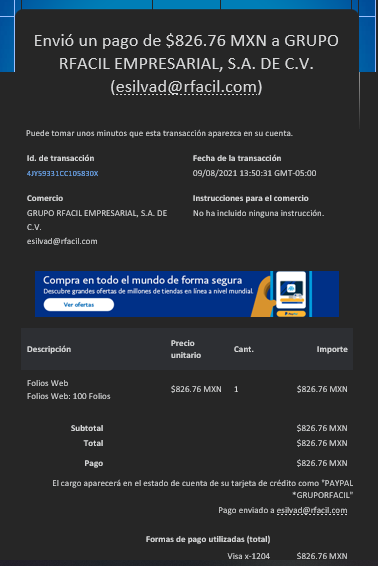 Envió un pago de $826.76 MXN a GRUPO
RFACIL EMPRESARIAL, S.A. DE C.V.
(esilvad@rfacil.com)
Puede tomar unos minutos que esta transacción aparezca en su cuenta.
Id. de transacción
4JY59331CC105830X
Fecha de la transacción
09/08/2021 13:50:31 GMT-05:00
Comercio
GRUPO RFACIL EMPRESARIAL, S.A. DE
C.V.
esilvad@rfacil.com
Instrucciones para el comercio
No ha incluido ninguna instrucción.
Compra en todo el mundo de forma segura
Descubre grandes ofertas de millones de tiendas en línea a nivel mundial.
Ver ofertas
Descripción Precio unitario Cant. Importe
Folios Web
Folios Web: 100 Folios $826.76 MXN 1 $826.76 MXN
Subtotal $826.76 MXN
Total $826.76 MXN
Pago $826.76 MXN
El cargo aparecerá en el estado de cuenta de su tarjeta de crédito como "PAYPAL
*GRUPORFACIL"
Pago enviado a esilvad@rfacil.com
Formas de pago utilizadas (total)
Visa x-1204 $826.76 MXN